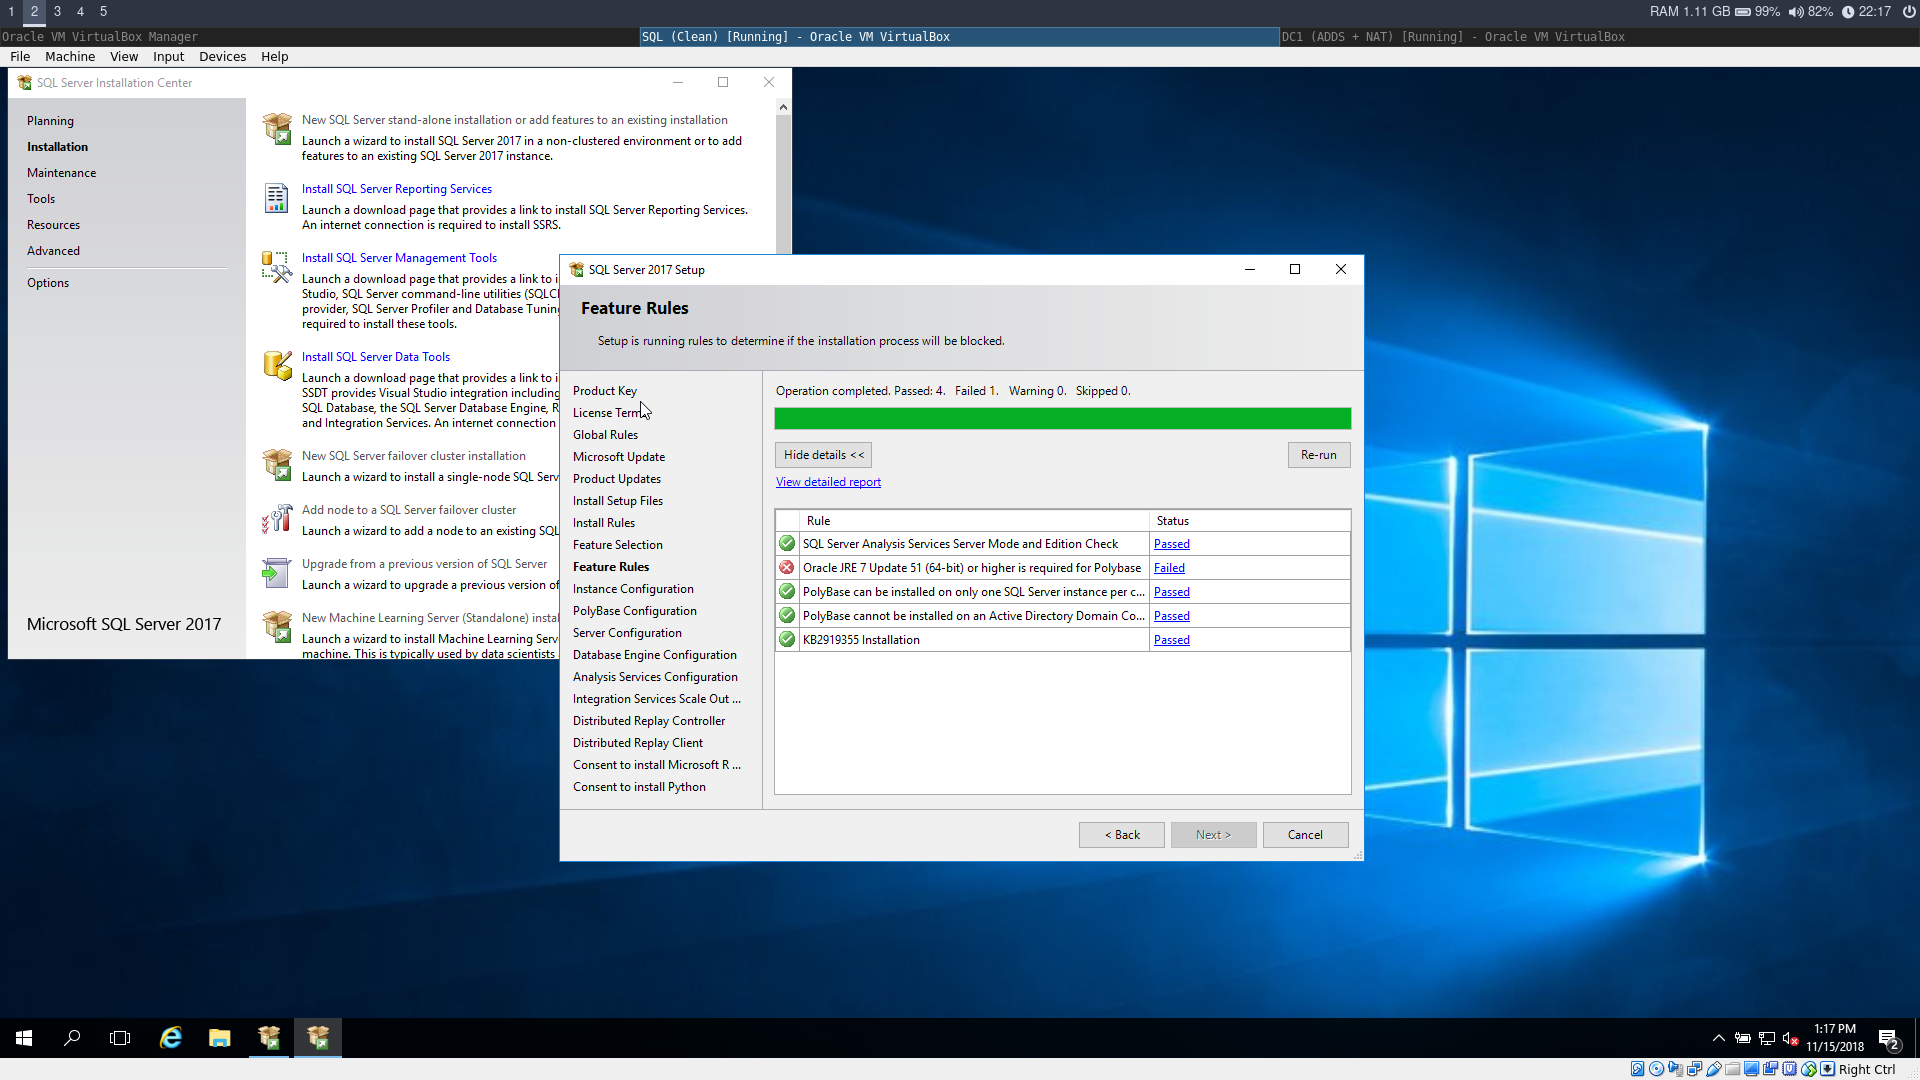 1 2 3 4 5
RAM 1.11 GB 99% 82% 22:17
Oracle VM VirtualBox Manager
SQL (Clean) [Running] - Oracle VM VirtualBox
DC1 (ADDS + NAT) [Running] - Oracle VM VirtualBox
File Machine View Input Devices Help
SQL Server Installation Center
Planning
Installation
Maintenance
Tools
Resources
Advanced
Options
Microsoft SQL Server 2017
New SQL Server stand-alone installation or add features to an existing installation
Launch a wizard to install SQL Server 2017 in a non-clustered environment or to add
features to an existing SQL Server 2017 instance.
Install SQL Server Reporting Services
Launch a download page that provides a link to install SQL Server Reporting Services.
An internet connection is required to install SSRS.
Install SQL Server Management Tools
Launch a download page that provides a link to i
Studio, SQL Server command-line utilities (SQLC
provider, SQL Server Profiler and Database Tunin
required to install these tools.
Install SQL Server Data Tools
Launch a download page that provides a link to i
SSDT provides Visual Studio integration including
SQL Database, the SQL Server Database Engine, R
and Integration Services. An internet connection
New SQL Server failover cluster installation
Launch a wizard to install a single-node SQL Serv
Add node to a SQL Server failover cluster
Launch a wizard to add a node to an existing SQL
Upgrade from a previous version of SQL Server
Launch a wizard to upgrade a previous version of
New Machine Learning Server (Standalone) instal
Launch a wizard to install Machine Learning Serv
machine. This is typically used by data scientists
SQL Server 2017 Setup
Feature Rules
Setup is running rules to determine if the installation process will be blocked.
Product Key
License Term
Global Rules
Microsoft Update
Product Updates
Install Setup Files
Install Rules
Feature Selection
Feature Rules
Instance Configuration
PolyBase Configuration
Server Configuration
Database Engine Configuration
Analysis Services Configuration
Integration Services Scale Out ...
Distributed Replay Controller
Distributed Replay Client
Consent to install Microsoft R ...
Consent to install Python
Operation completed. Passed: 4. Failed 1. Warning 0. Skipped 0.
Hide details <<
Re-run
View detailed report
Rule Status
SQL Server Analysis Services Server Mode and Edition Check Passed
Oracle JRE 7 Update 51 (64-bit) or higher is required for Polybase Failed
PolyBase can be installed on only one SQL Server instance per c... Passed
PolyBase cannot be installed on an Active Directory Domain Co... Passed
KB2919355 Installation Passed
< Back Next > Cancel
1:17 PM
11/15/2018
2
Right Ctrl